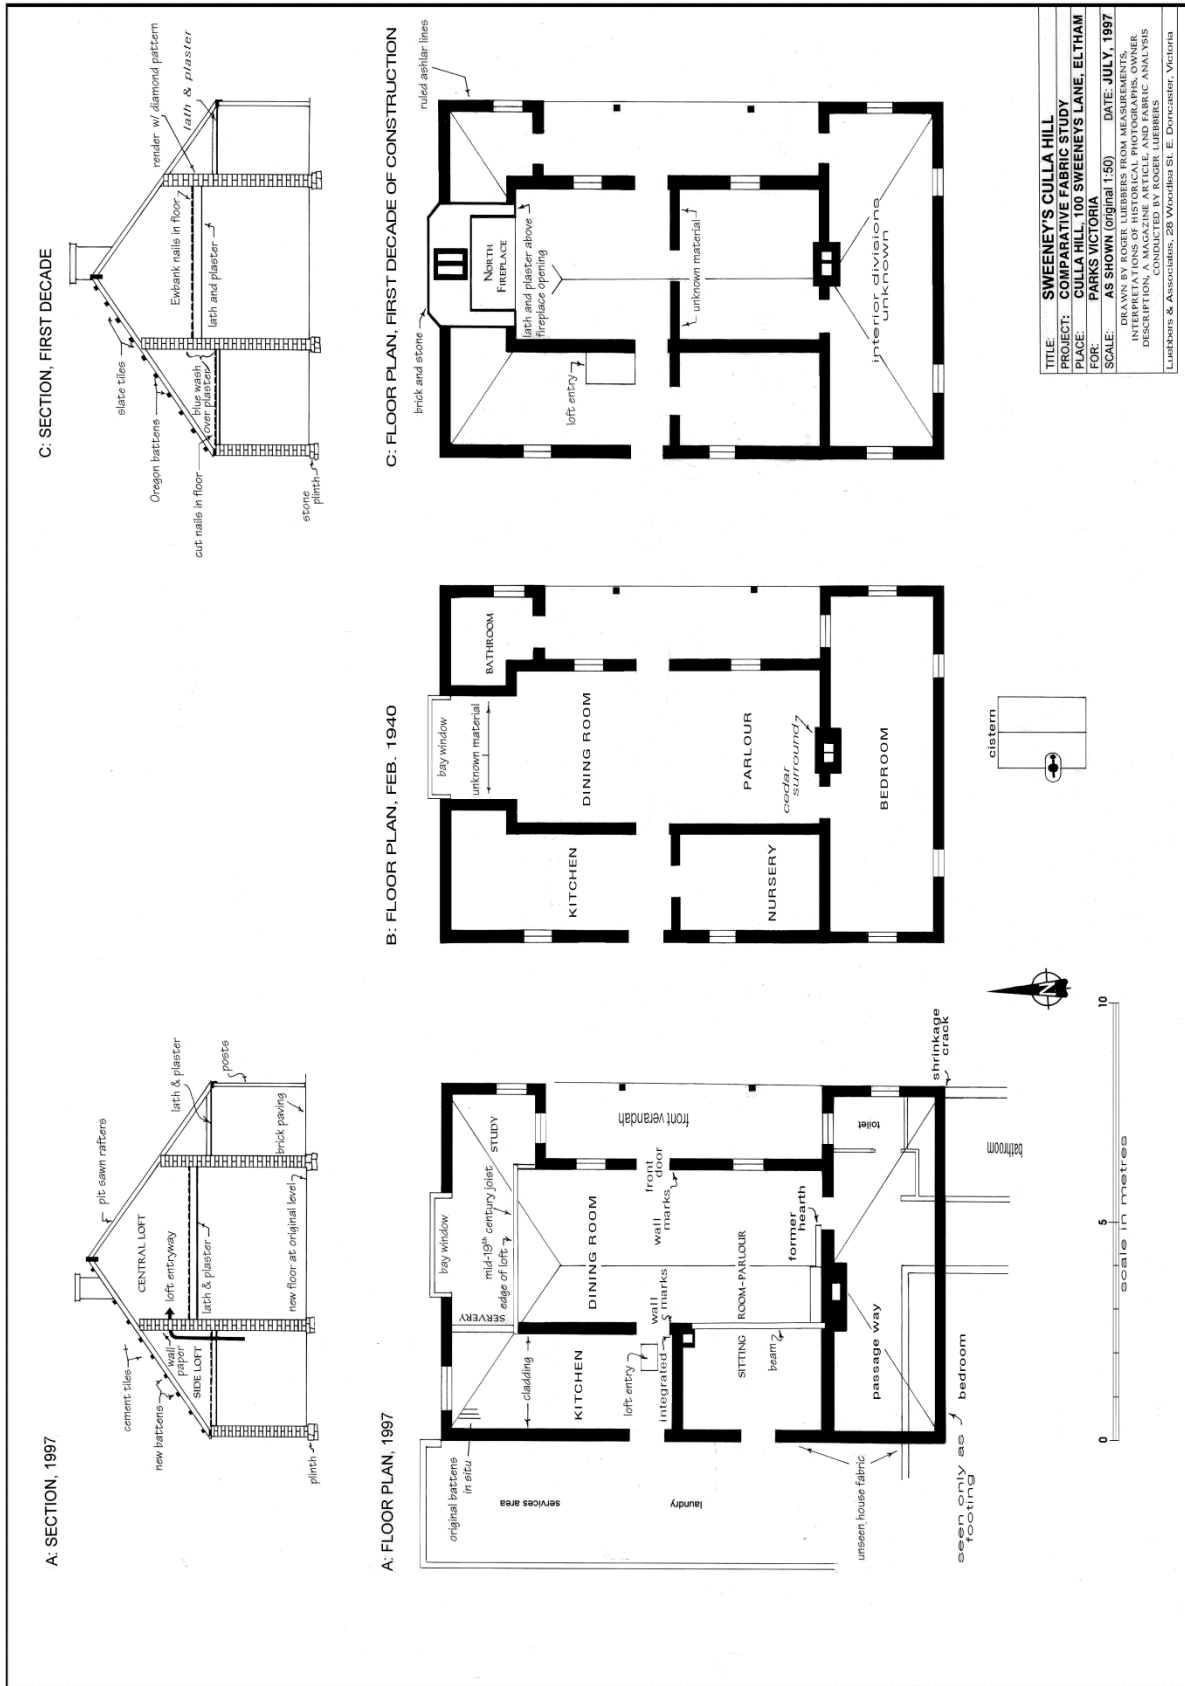 A: SECTION, 1997
cement tiles
new battens
SIDE LOFT
wall
paper
CENTRAL LOFT
loft entryway
lath & plaster
pit sawn rafters
lath & plaster
posts
brick paving
new floor at original level
plinth
C: SECTION, FIRST DECADE
slate tiles
Oregon battens
cut nails in floor
blue wash
over plaster
Ewbank nails in floor
lath and plaster
render w/ diamond pattern
lath & plaster
stone
plinth
A: FLOOR PLAN, 1997
original battens
in situ
services area
laundry
cladding
KITCHEN
loft entry
integrated
wall
marks
SERVERY
bay window
mid-19th century joist
edge of loft
STUDY
DINING ROOM
wall
marks
front
door
front verandah
SITTING
ROOM-PARLOUR
beam?
former
hearth
passage way
toilet
bathroom
shrinkage
crack
unseen house fabric
seen only as
footing
bedroom
0
5
10
scale in metres
N
B: FLOOR PLAN, FEB. 1940
bay window
unknown material
BATHROOM
KITCHEN
DINING ROOM
NURSERY
PARLOUR
cedar
surround?
BEDROOM
cistern
C: FLOOR PLAN, FIRST DECADE OF CONSTRUCTION
brick and stone
ruled ashlar lines
NORTH
FIREPLACE
lath and plaster above
fireplace opening
loft entry
unknown material
interior divisions
unknown
TITLE: SWEENEY'S CULLA HILL
PROJECT: COMPARATIVE FABRIC STUDY
PLACE: CULLA HILL, 100 SWEENEYS LANE, ELTHAM
FOR: PARKS VICTORIA
SCALE: AS SHOWN (original 1:50) DATE: JULY, 1997
DRAWN BY ROGER LUEBBERS FROM MEASUREMENTS,
INTERPRETATIONS OF HISTORICAL PHOTOGRAPHS, OWNER
DESCRIPTION, A MAGAZINE ARTICLE, AND FABRIC ANALYSIS
CONDUCTED BY ROGER LUEBBERS
Luebbers & Associates, 28 Woodlea St. E. Doncaster, Victoria